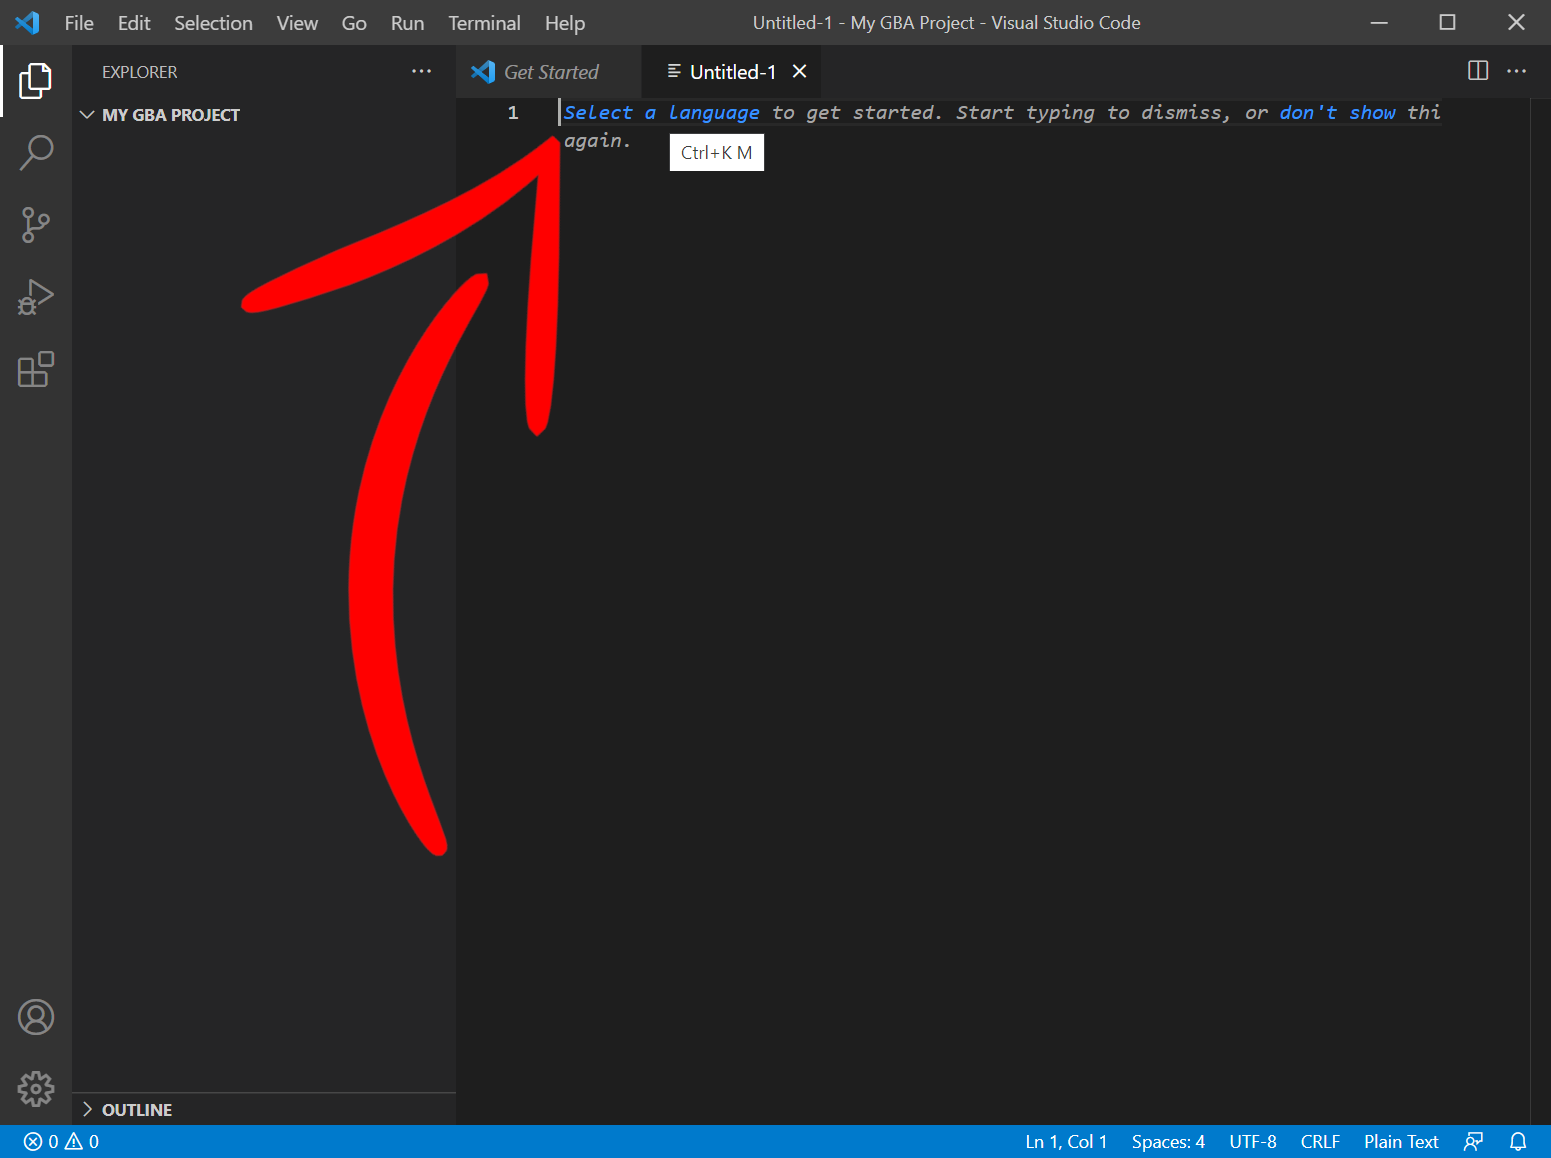 File Edit Selection View Go Run Terminal Help Untitled-1 - My GBA Project - Visual Studio Code
EXPLORER
Get Started Untitled-1
MY GBA PROJECT
1 Select a language to get started. Start typing to dismiss, or don't show thi
again.
Ctrl+K M
OUTLINE
0 0 Ln 1, Col 1 Spaces: 4 UTF-8 CRLF Plain Text